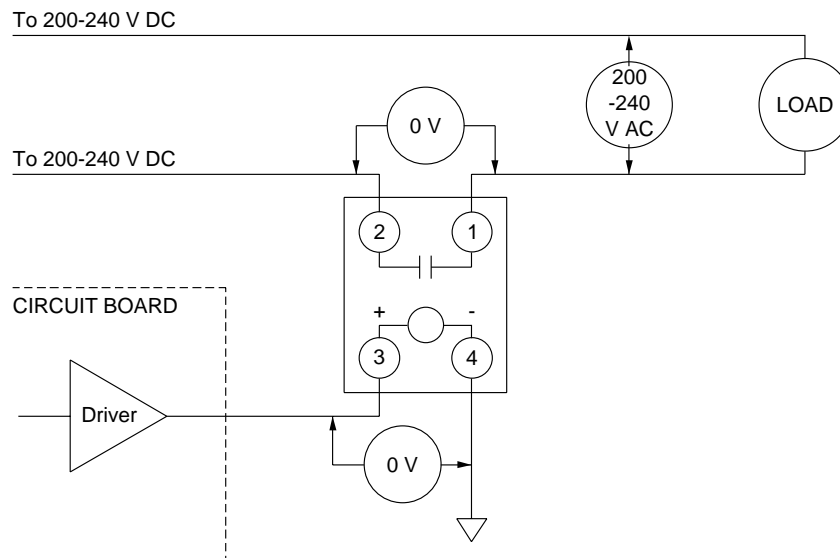 To 200-240 V DC
200
-240
V AC
LOAD
0 V
To 200-240 V DC
2
1
CIRCUIT BOARD
+
-
3
4
Driver
0 V